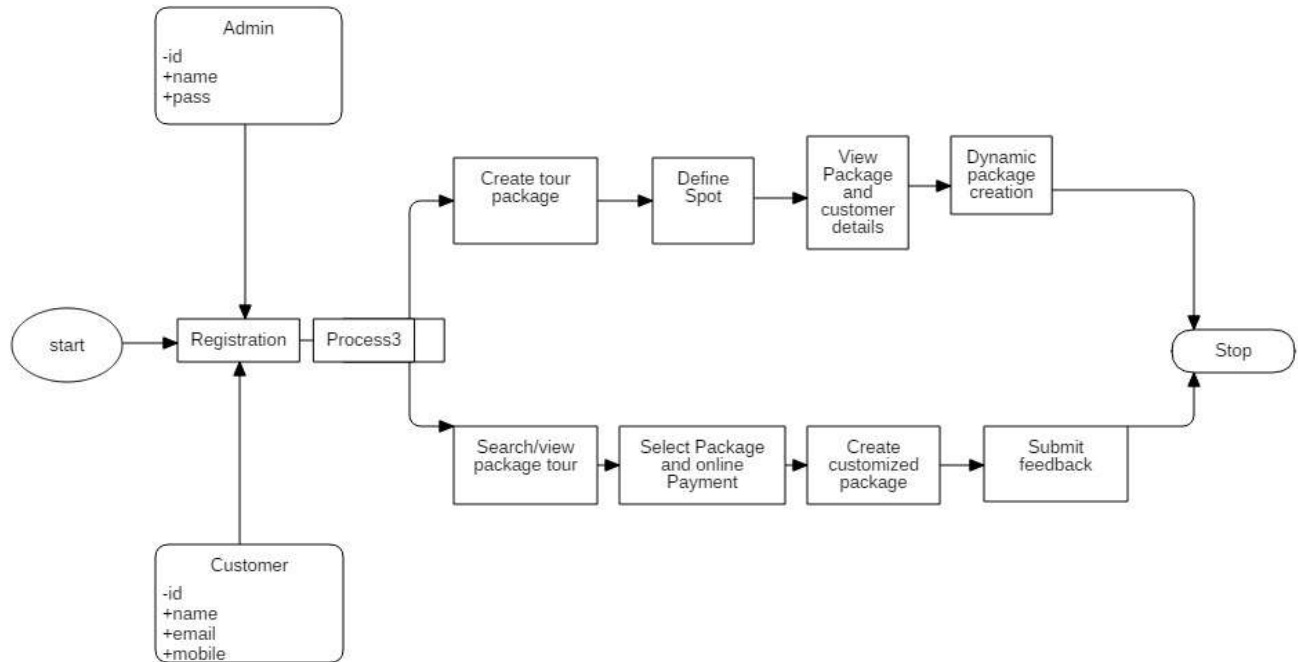 Admin
-id
+name
+pass
Create tour
package
Define
Spot
View
Package
and
customer
details
Dynamic
package
creation
start
Registration
Process3
Stop
Search/view
package tour
Select Package
and online
Payment
Create
customized
package
Submit
feedback
Customer
-id
+name
+email
+mobile